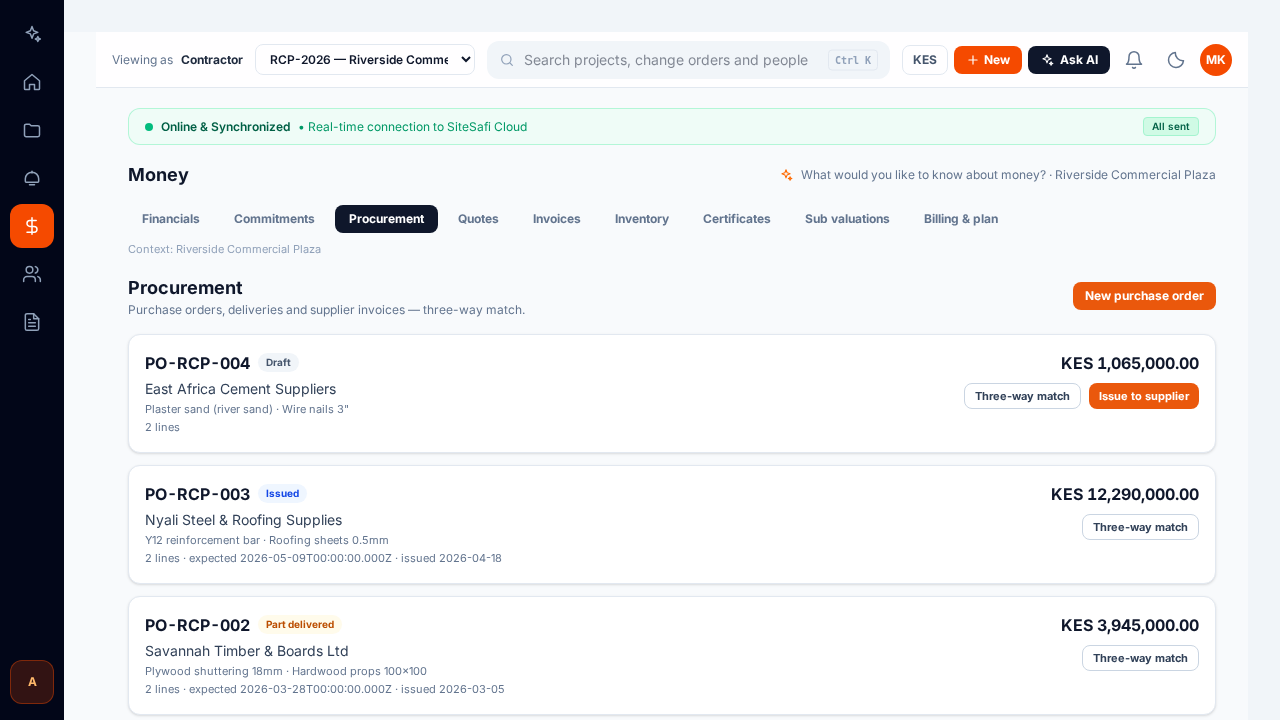 Viewing as Contractor RCP-2026 — Riverside Comme Search projects, change orders and people Ctrl K KES + New Ask AI MK
Online & Synchronized • Real-time connection to SiteSafi Cloud All sent
Money What would you like to know about money? · Riverside Commercial Plaza
Financials Commitments Procurement Quotes Invoices Inventory Certificates Sub valuations Billing & plan
Context: Riverside Commercial Plaza
Procurement
Purchase orders, deliveries and supplier invoices — three-way match.
New purchase order
PO-RCP-004 Draft KES 1,065,000.00
East Africa Cement Suppliers
Three-way match Issue to supplier
Plaster sand (river sand) · Wire nails 3"
2 lines
PO-RCP-003 Issued KES 12,290,000.00
Nyali Steel & Roofing Supplies
Three-way match
Y12 reinforcement bar · Roofing sheets 0.5mm
2 lines · expected 2026-05-09T00:00:00.000Z · issued 2026-04-18
PO-RCP-002 Part delivered KES 3,945,000.00
Savannah Timber & Boards Ltd
Three-way match
Plywood shuttering 18mm · Hardwood props 100×100
2 lines · expected 2026-03-28T00:00:00.000Z · issued 2026-03-05
A